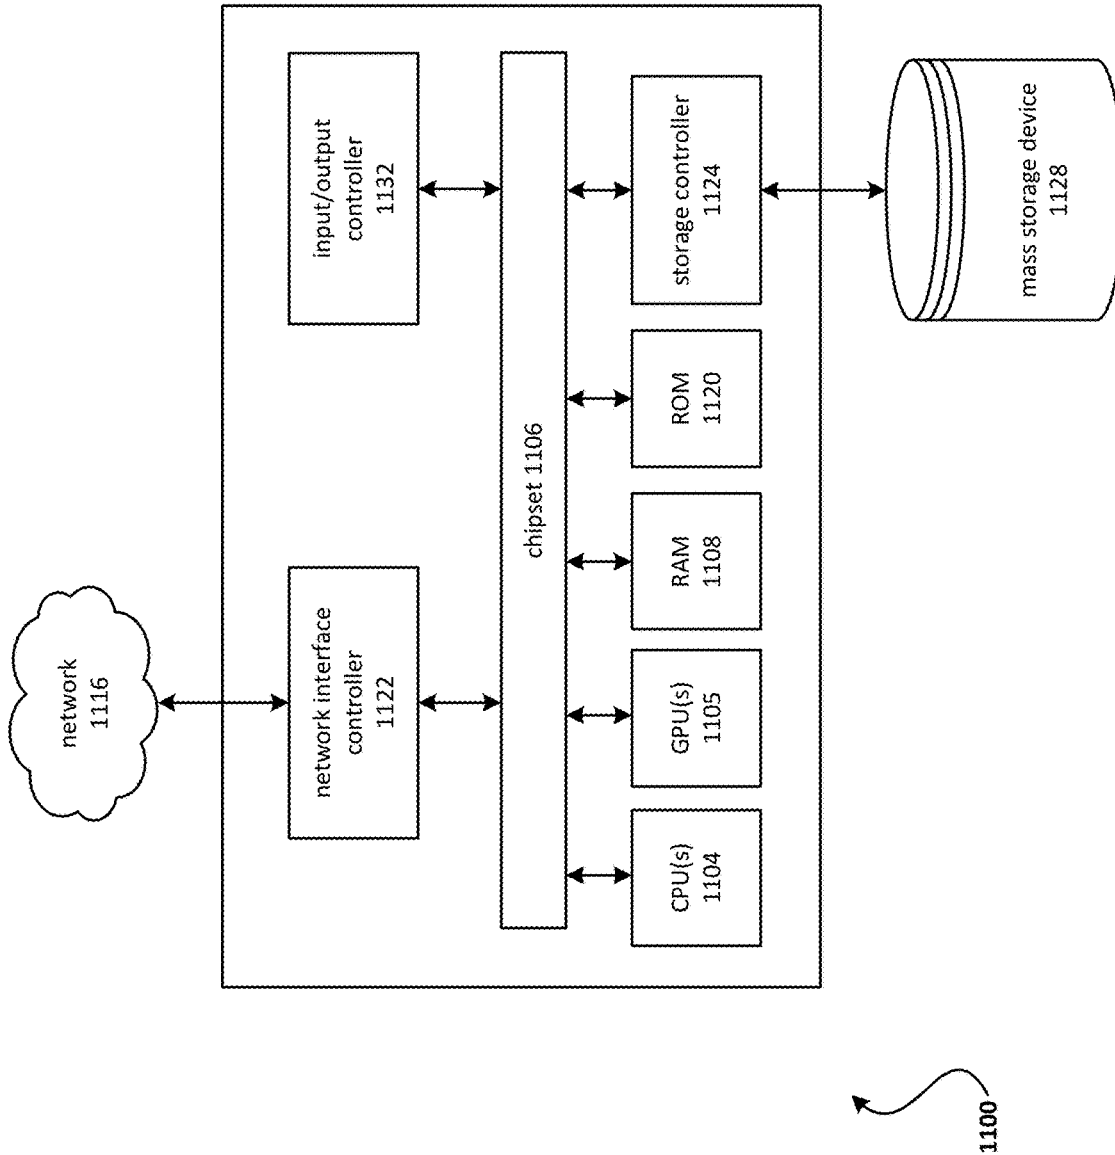 network
1116
network interface
controller
1122
input/output
controller
1132
chipset 1106
CPU(s)
1104
GPU(s)
1105
RAM
1108
ROM
1120
storage controller
1124
mass storage device
1128
1100